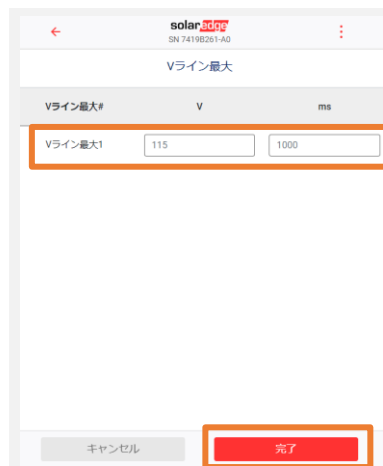 solaredge
SN 7419B261-A0
Vライン最大
Vライン最大# V ms
Vライン最大1 115 1000
キャンセル 完了